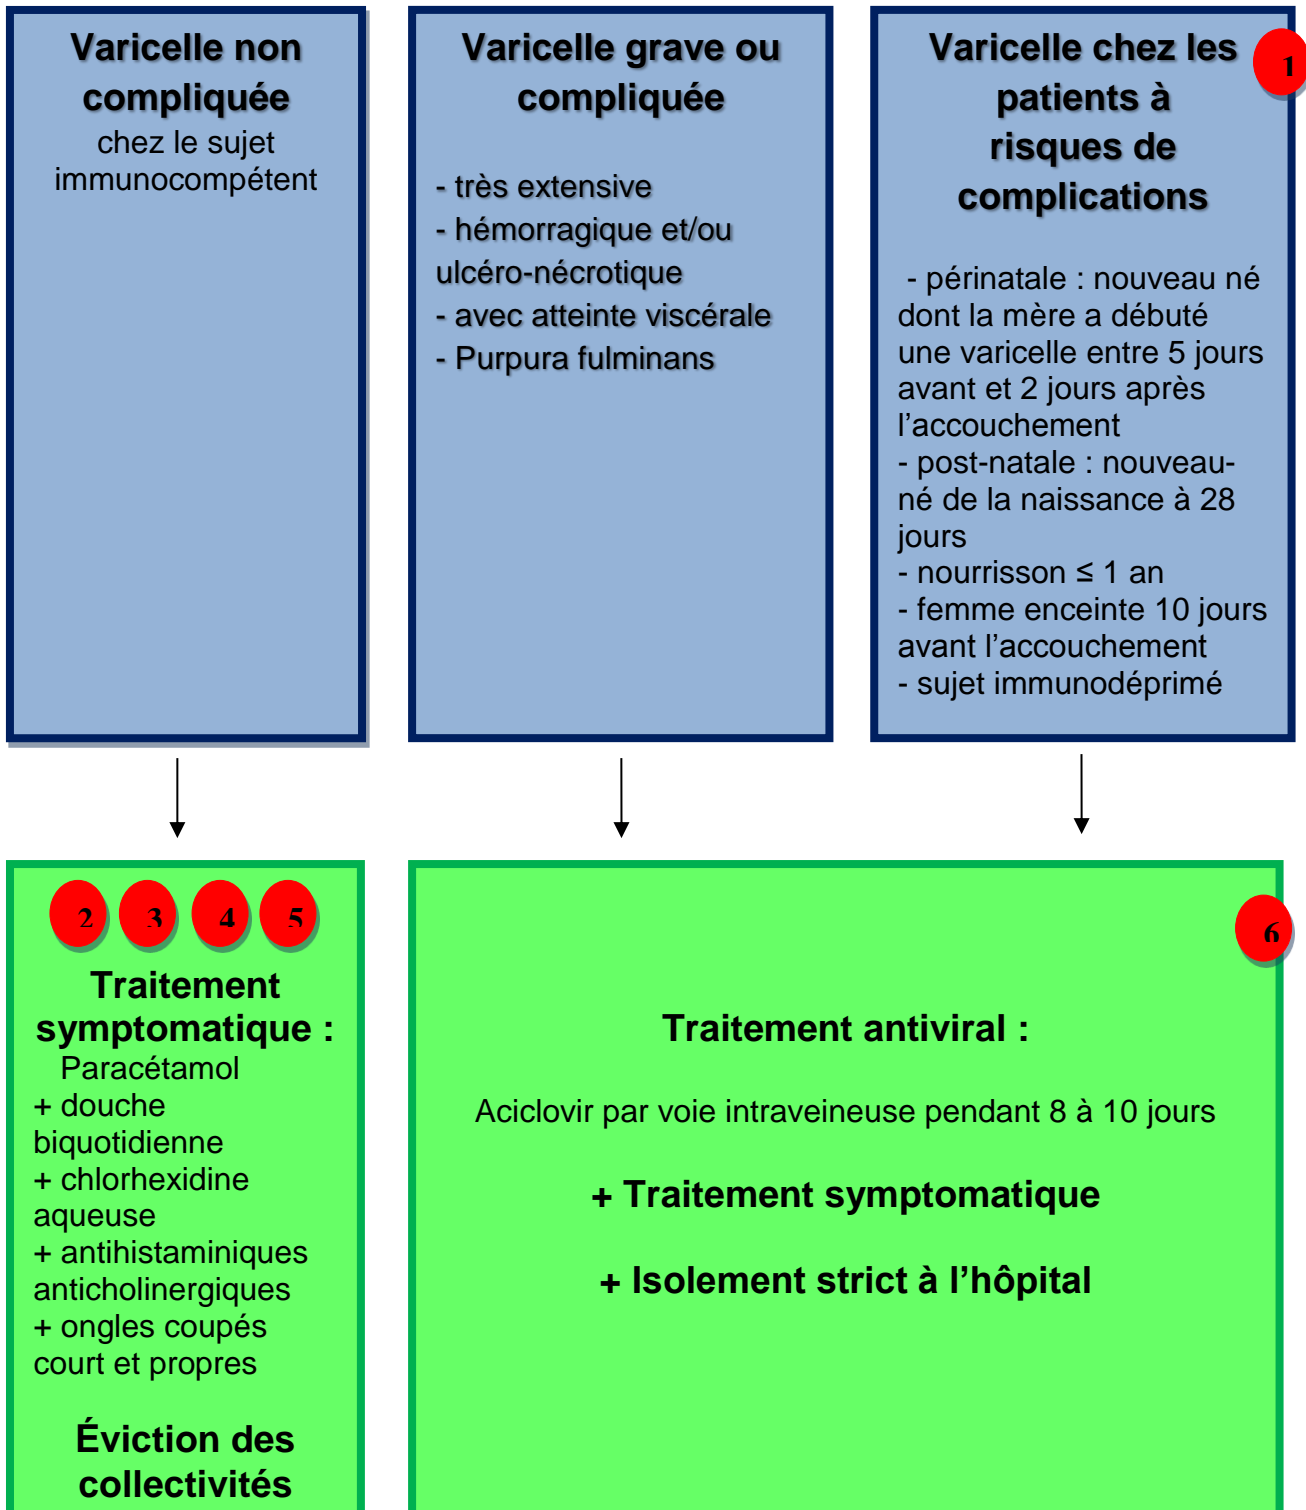 Varicelle non
compliquée
chez le sujet
immunocompétent
Varicelle grave ou
compliquée
- très extensive
- hémorragique et/ou
ulcéro-nécrotique
- avec atteinte viscérale
- Purpura fulminans
Varicelle chez les
patients à
risques de
complications
1
- périnatale : nouveau né
dont la mère a débuté
une varicelle entre 5 jours
avant et 2 jours après
l’accouchement
- post-natale : nouveau-
né de la naissance à 28
jours
- nourrisson ≤ 1 an
- femme enceinte 10 jours
avant l’accouchement
- sujet immunodéprimé
2 3 4 5
Traitement
symptomatique :
Paracétamol
+ douche
biquotidienne
+ chlorhexidine
aqueuse
+ antihistaminiques
anticholinergiques
+ ongles coupés
court et propres
Éviction des
collectivités
6
Traitement antiviral :
Aciclovir par voie intraveineuse pendant 8 à 10 jours
+ Traitement symptomatique
+ Isolement strict à l’hôpital